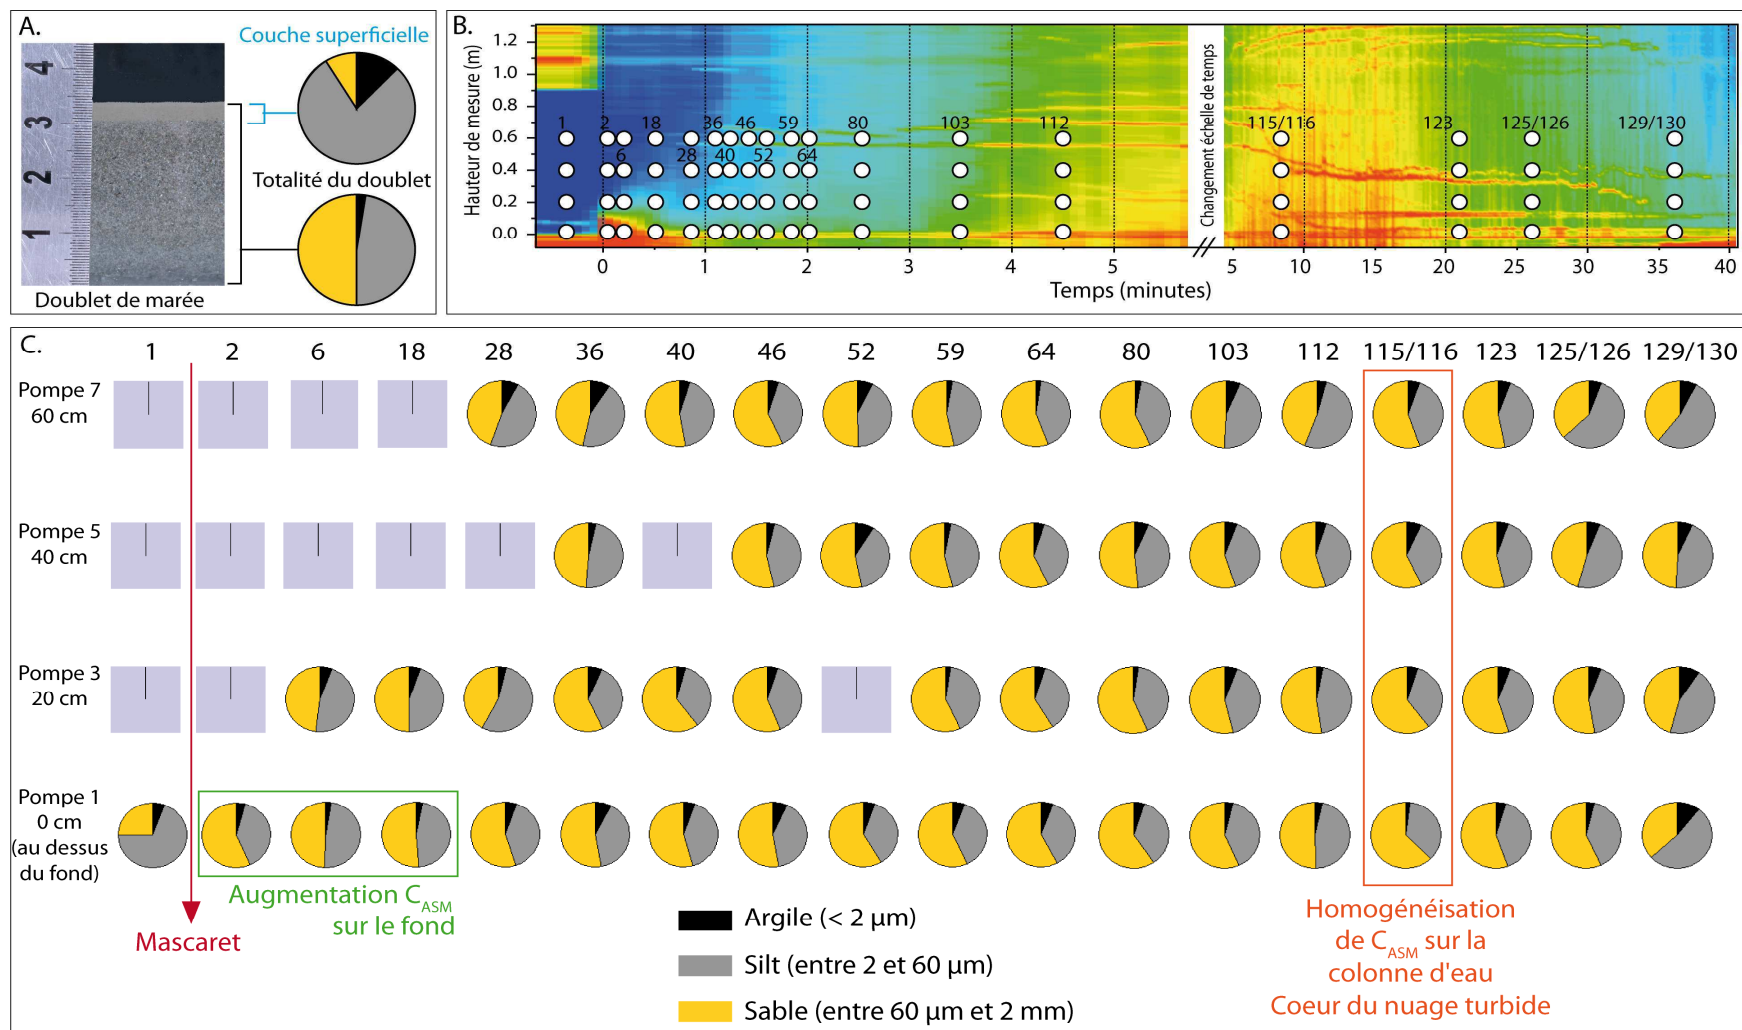 A.
Couche superficielle
4
3
2
1
Totalité du doublet
Doublet de marée
B.
Hauteur de mesure (m)
1.2
1.0
0.8
0.6
0.4
0.2
0.0
1 2 18 36 46 59 80 103 112 115/116 123 125/126 129/130
6 28 40 52 64
Changement échelle de temps
0 1 2 3 4 5 5 10 15 20 25 30 35 40
Temps (minutes)
C.
1 2 6 18 28 36 40 46 52 59 64 80 103 112 115/116 123 125/126 129/130
Pompe 7
60 cm
Pompe 5
40 cm
Pompe 3
20 cm
Pompe 1
0 cm
(au dessus
du fond)
Mascaret
Augmentation CASM
sur le fond
Argile (< 2 µm)
Silt (entre 2 et 60 µm)
Sable (entre 60 µm et 2 mm)
Homogénéisation
de CASM sur la
colonne d'eau
Coeur du nuage turbide